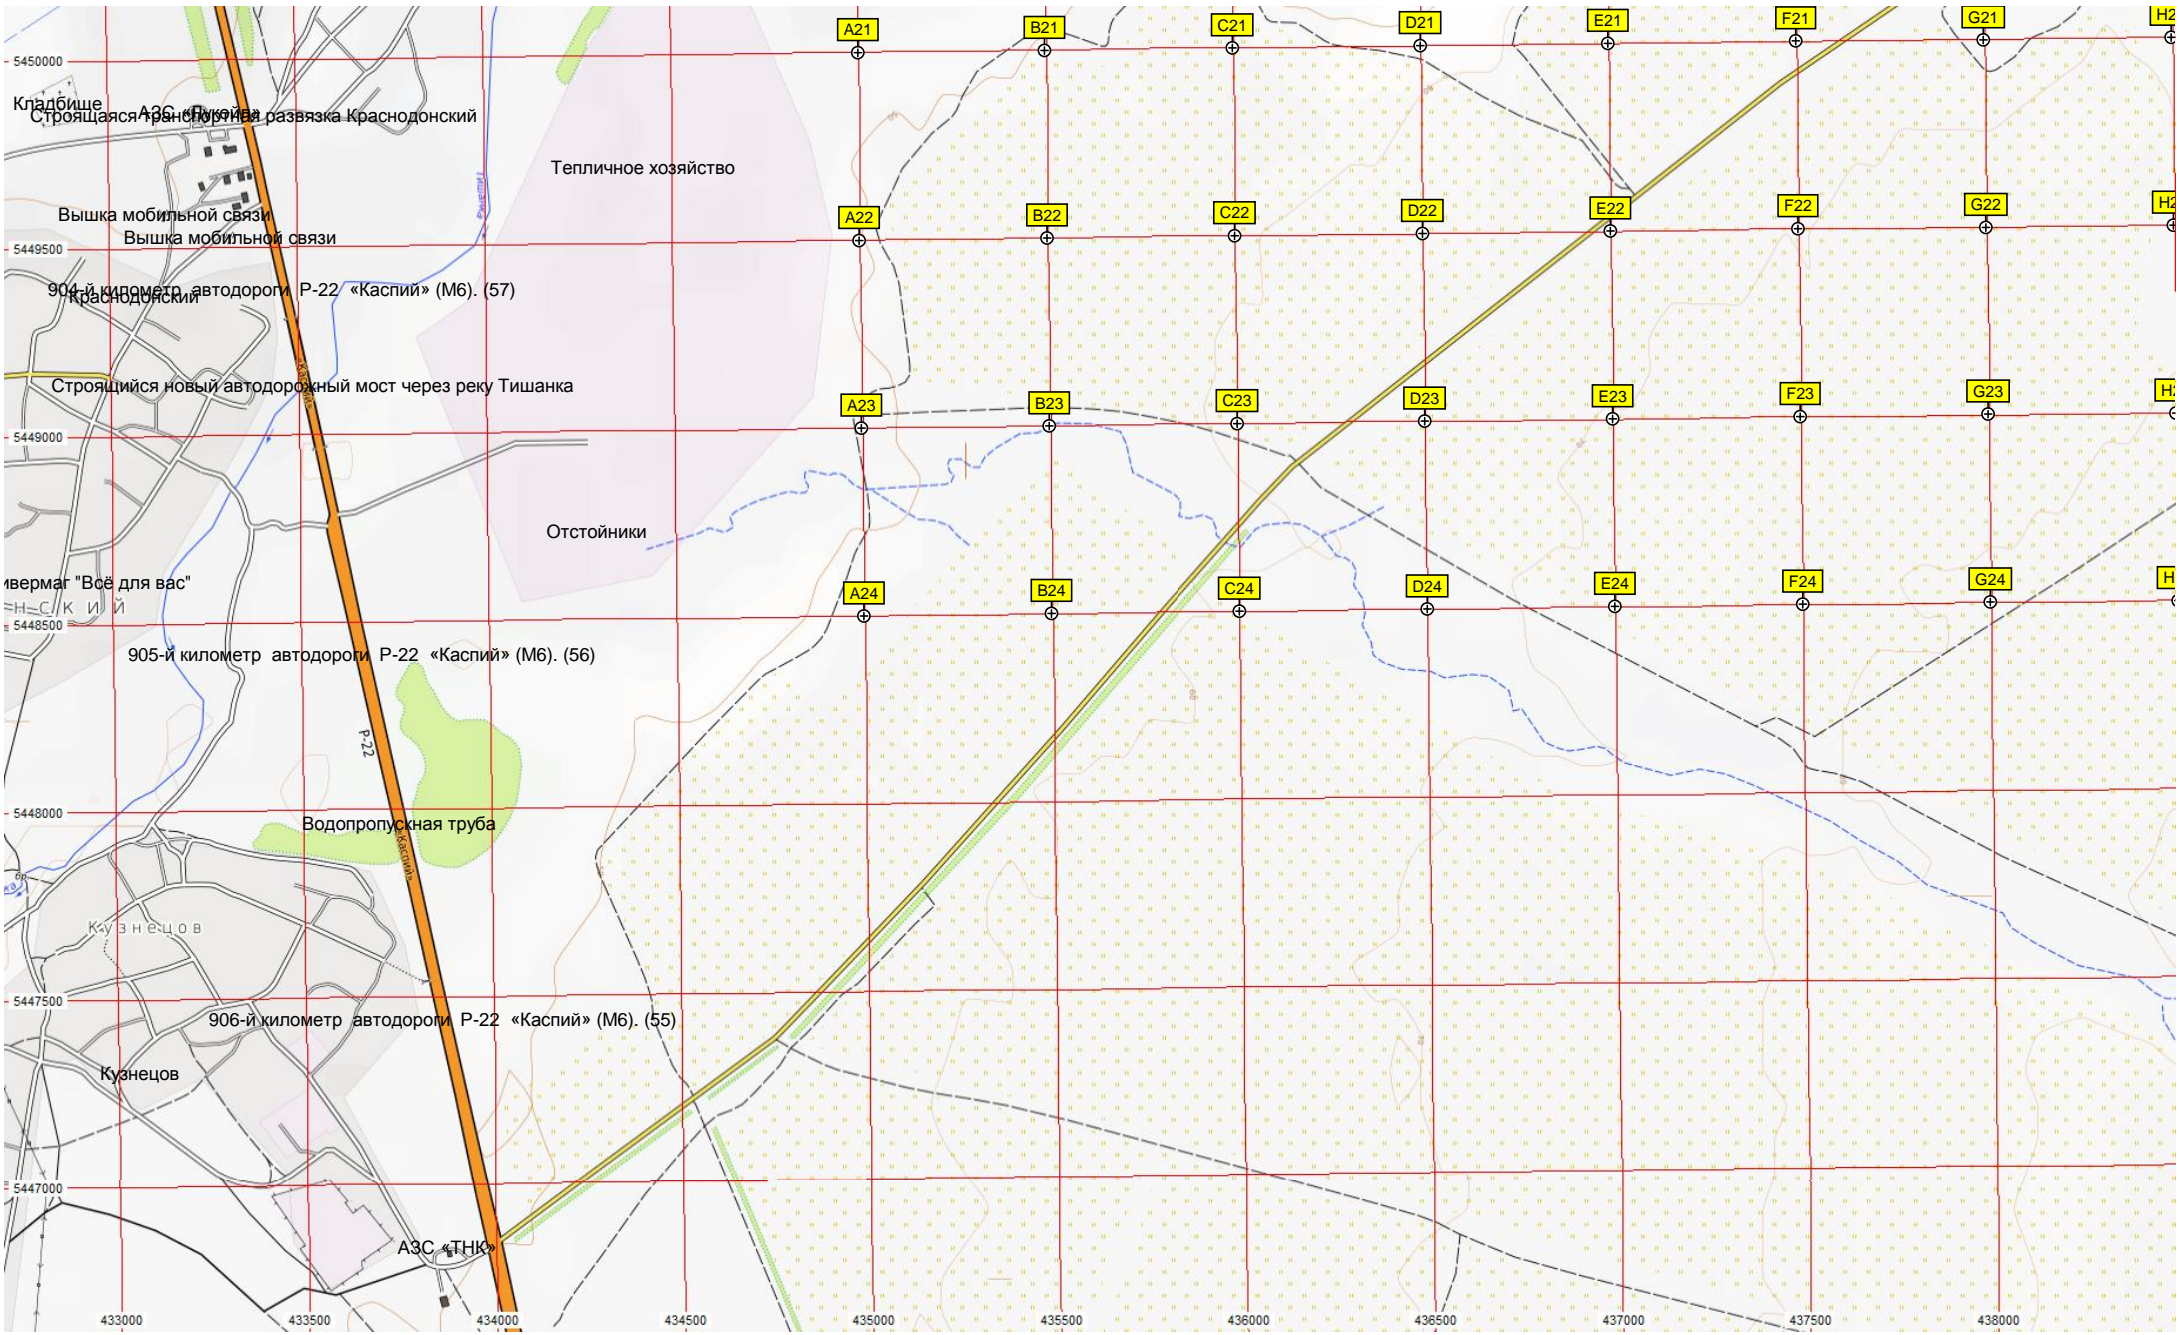 A21
B21
C21
D21
E21
F21
G21
5450000
Кладбище
АЗС «Лукойл»
Строящаяся транспортная развязка Краснодонский
Тепличное хозяйство
Тишанка
Вышка мобильной связи
A22
B22
C22
D22
E22
F22
G22
Вышка мобильной связи
5449500
904-й километр автодороги Р-22 «Каспий» (М6). (57)
Краснодонский
«Каспий»
Строящийся новый автодорожный мост через реку Тишанка
A23
B23
C23
D23
E23
F23
G23
5449000
Отстойники
ивермаг "Всё для вас"
A24
B24
C24
D24
E24
F24
G24
НСКИЙ
5448500
905-й километр автодороги Р-22 «Каспий» (М6). (56)
Р-22
5448000
Водопропускная труба
«Каспий»
Кузнецов
5447500
906-й километр автодороги Р-22 «Каспий» (М6). (55)
Кузнецов
5447000
АЗС «ТНК»
433000
433500
434000
434500
435000
435500
436000
436500
437000
437500
438000